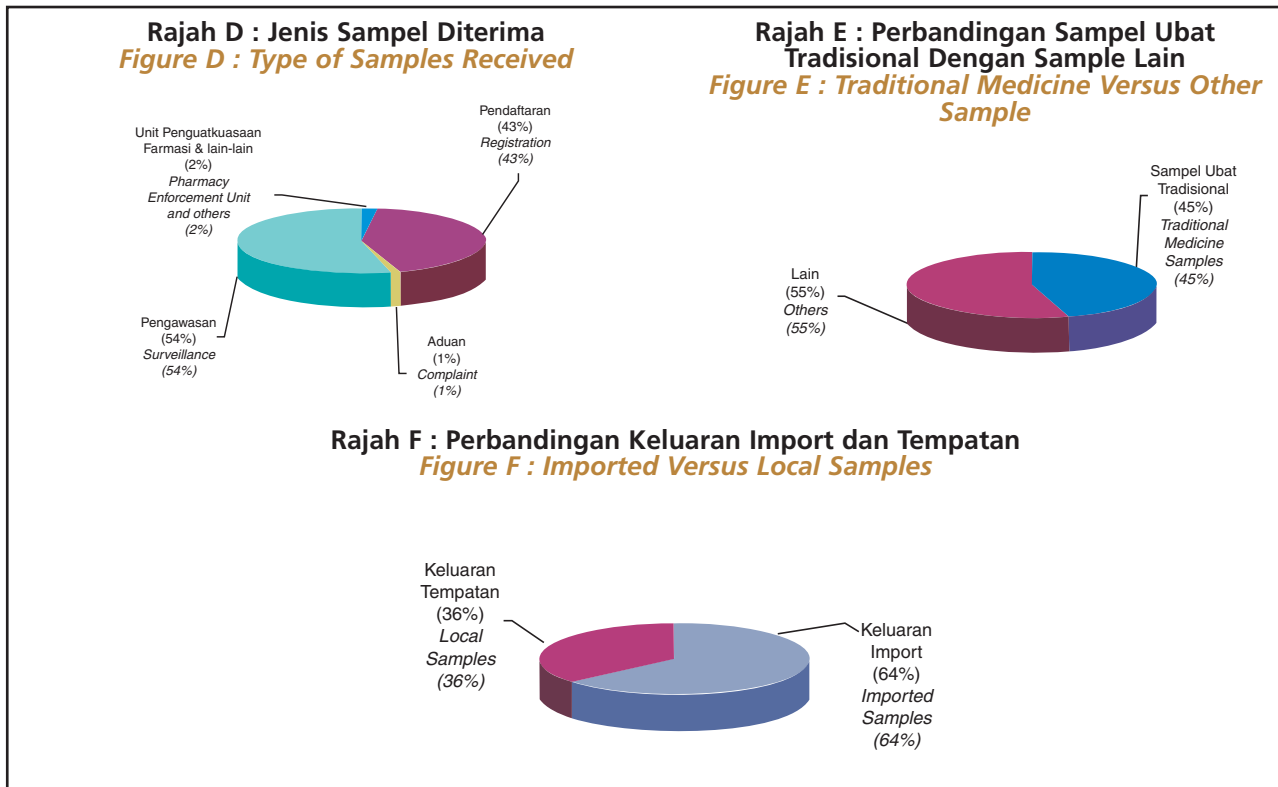 Rajah D : Jenis Sampel Diterima
Figure D : Type of Samples Received
Unit Penguatkuasaan
Farmasi & lain-lain
(2%)
Pharmacy
Enforcement Unit
and others
(2%)
Pendaftaran
(43%)
Registration
(43%)
Pengawasan
(54%)
Surveillance
(54%)
Aduan
(1%)
Complaint
(1%)
Rajah E : Perbandingan Sampel Ubat
Tradisional Dengan Sample Lain
Figure E : Traditional Medicine Versus Other
Sample
Sampel Ubat
Tradisional
(45%)
Traditional
Medicine
Samples
(45%)
Lain
(55%)
Others
(55%)
Rajah F : Perbandingan Keluaran Import dan Tempatan
Figure F : Imported Versus Local Samples
Keluaran
Tempatan
(36%)
Local
Samples
(36%)
Keluaran
Import
(64%)
Imported
Samples
(64%)